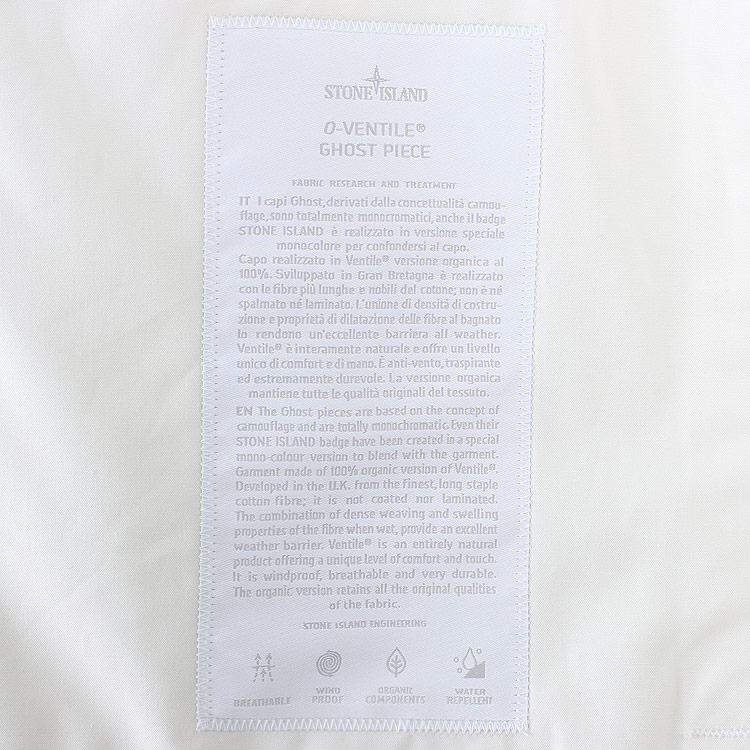 STONE ISLAND
O-VENTILE®
GHOST PIECE
FABRIC RESEARCH AND TREATMENT
IT I capi Ghost, derivati dalla concettualità camou-
flage, sono totalmente monocromatici, anche il badge
STONE ISLAND è realizzato in versione speciale
monocolore per confondersi al capo.
Capo realizzato in Ventile® versione organica al
100%. Sviluppato in Gran Bretagna è realizzato
con le fibre più lunghe e nobili del cotone; non è né
spalmato né laminato. L'unione di densità di costru-
zione e proprietà di dilatazione delle fibre al bagnato
lo rendono un'eccellente barriera all weather.
Ventile® è interamente naturale e offre un livello
unico di comfort e di mano. È anti-vento, traspirante
ed estremamente durevole. La versione organica
mantiene tutte le qualità originali del tessuto.
EN The Ghost pieces are based on the concept of
camouflage and are totally monochromatic. Even their
STONE ISLAND badge have been created in a special
mono-colour version to blend with the garment.
Garment made of 100% organic version of Ventile®.
Developed in the U.K. from the finest, long staple
cotton fibre; it is not coated nor laminated.
The combination of dense weaving and swelling
properties of the fibre when wet, provide an excellent
weather barrier. Ventile® is an entirely natural
product offering a unique level of comfort and touch.
It is windproof, breathable and very durable.
The organic version retains all the original qualities
of the fabric.
STONE ISLAND ENGINEERING
BREATHABLE
WIND
PROOF
ORGANIC
COMPONENTS
WATER
REPELLENT